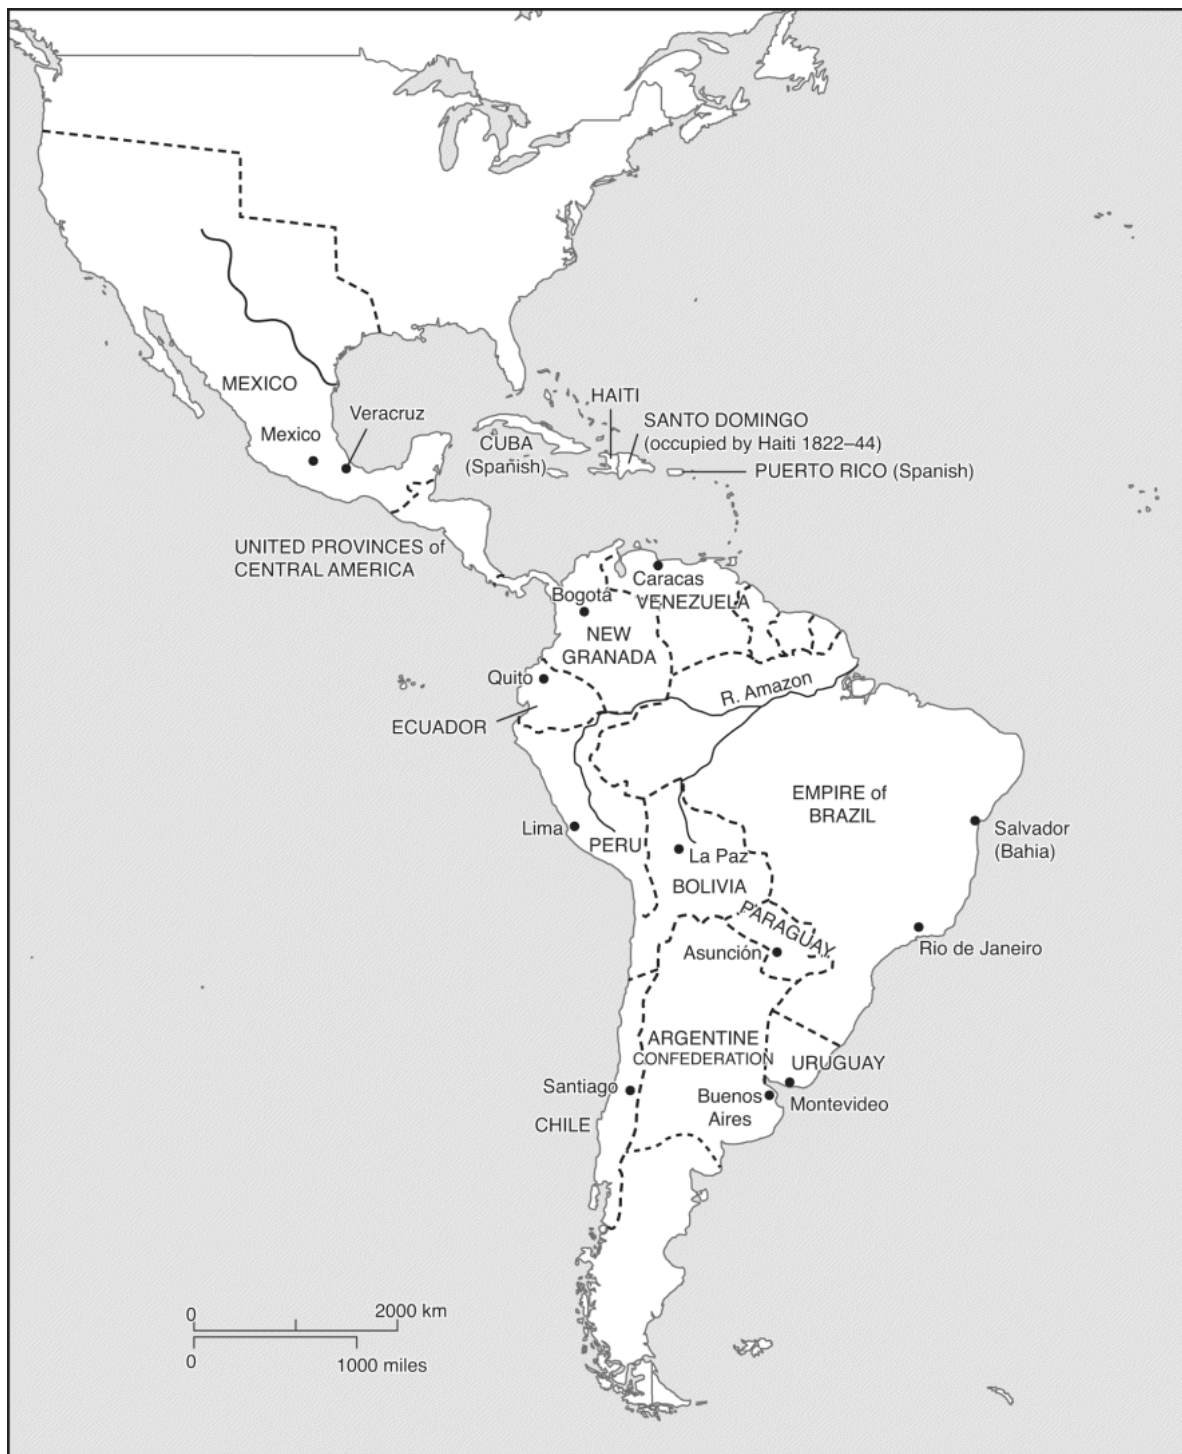 HAITI
MEXICO
Veracruz
SANTO DOMINGO
(occupied by Haiti 1822–44)
Mexico
CUBA
(Spanish)
PUERTO RICO (Spanish)
UNITED PROVINCES of
CENTRAL AMERICA
Caracas
Bogotá
VENEZUELA
NEW
GRANADA
Quito
R. Amazon
ECUADOR
EMPIRE of
BRAZIL
Lima
PERU
Salvador
(Bahia)
La Paz
BOLIVIA
PARAGUAY
Asunción
Rio de Janeiro
ARGENTINE
CONFEDERATION
URUGUAY
Santiago
Buenos
Aires
Montevideo
CHILE
0 2000 km
0 1000 miles